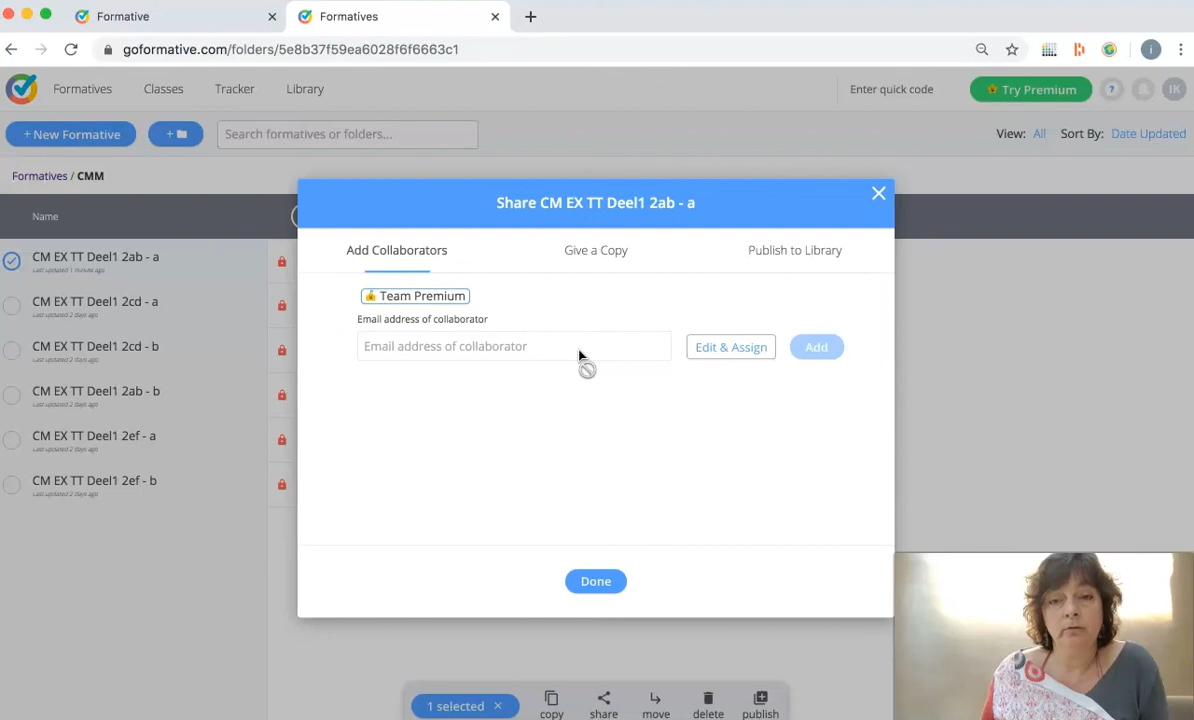 Formative
Formatives
goformative.com/folders/5e8b37f59ea6028f6f6663c1
i
Formatives Classes Tracker Library Enter quick code Try Premium ? IK
+ New Formative + Search formatives or folders... View: All Sort By: Date Updated
Formatives / CMM
Name
CM EX TT Deel1 2ab - a
Last updated 1 minute ago
CM EX TT Deel1 2cd - a
Last updated 2 days ago
CM EX TT Deel1 2cd - b
Last updated 2 days ago
CM EX TT Deel1 2ab - b
Last updated 2 days ago
CM EX TT Deel1 2ef - a
Last updated 2 days ago
CM EX TT Deel1 2ef - b
Last updated 2 days ago
Share CM EX TT Deel1 2ab - a
Add Collaborators Give a Copy Publish to Library
Team Premium
Email address of collaborator
Email address of collaborator Edit & Assign Add
Done
1 selected × copy share move delete publish